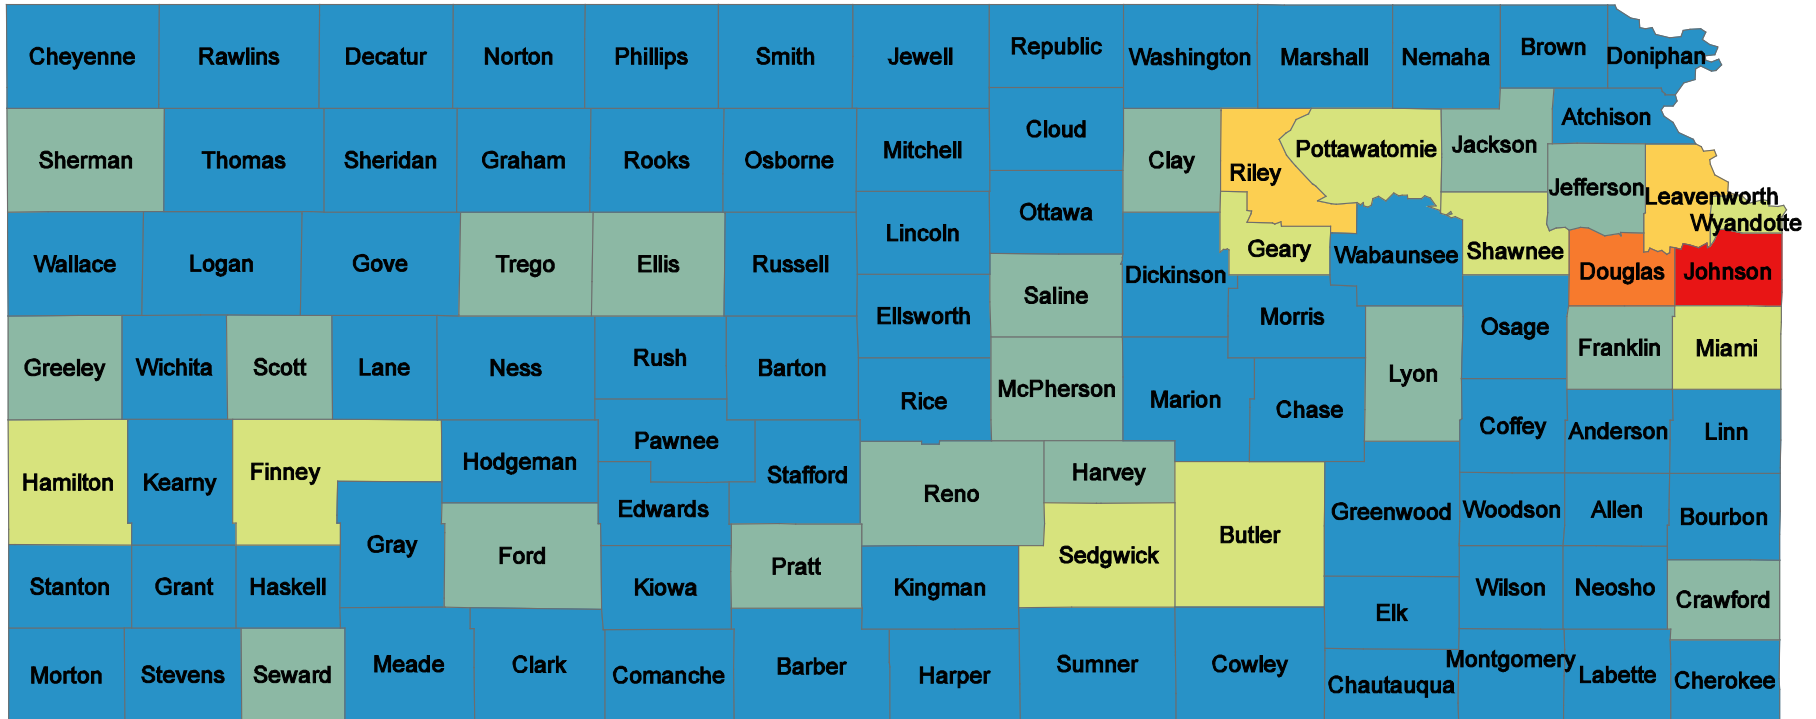 Cheyenne
Rawlins
Decatur
Norton
Phillips
Smith
Jewell
Republic
Washington
Marshall
Nemaha
Brown
Doniphan
Sherman
Thomas
Sheridan
Graham
Rooks
Osborne
Mitchell
Cloud
Clay
Riley
Pottawatomie
Jackson
Atchison
Jefferson
Leavenworth
Wyandotte
Wallace
Logan
Gove
Trego
Ellis
Russell
Lincoln
Ottawa
Saline
Dickinson
Geary
Wabaunsee
Shawnee
Douglas
Johnson
Greeley
Wichita
Scott
Lane
Ness
Rush
Barton
Ellsworth
Rice
McPherson
Marion
Morris
Chase
Lyon
Osage
Franklin
Miami
Hamilton
Kearny
Finney
Hodgeman
Pawnee
Stafford
Edwards
Reno
Harvey
Coffey
Anderson
Linn
Gray
Ford
Kiowa
Pratt
Kingman
Sedgwick
Butler
Greenwood
Woodson
Allen
Bourbon
Stanton
Grant
Haskell
Elk
Wilson
Neosho
Crawford
Morton
Stevens
Seward
Meade
Clark
Comanche
Barber
Harper
Sumner
Cowley
Chautauqua
Montgomery
Labette
Cherokee